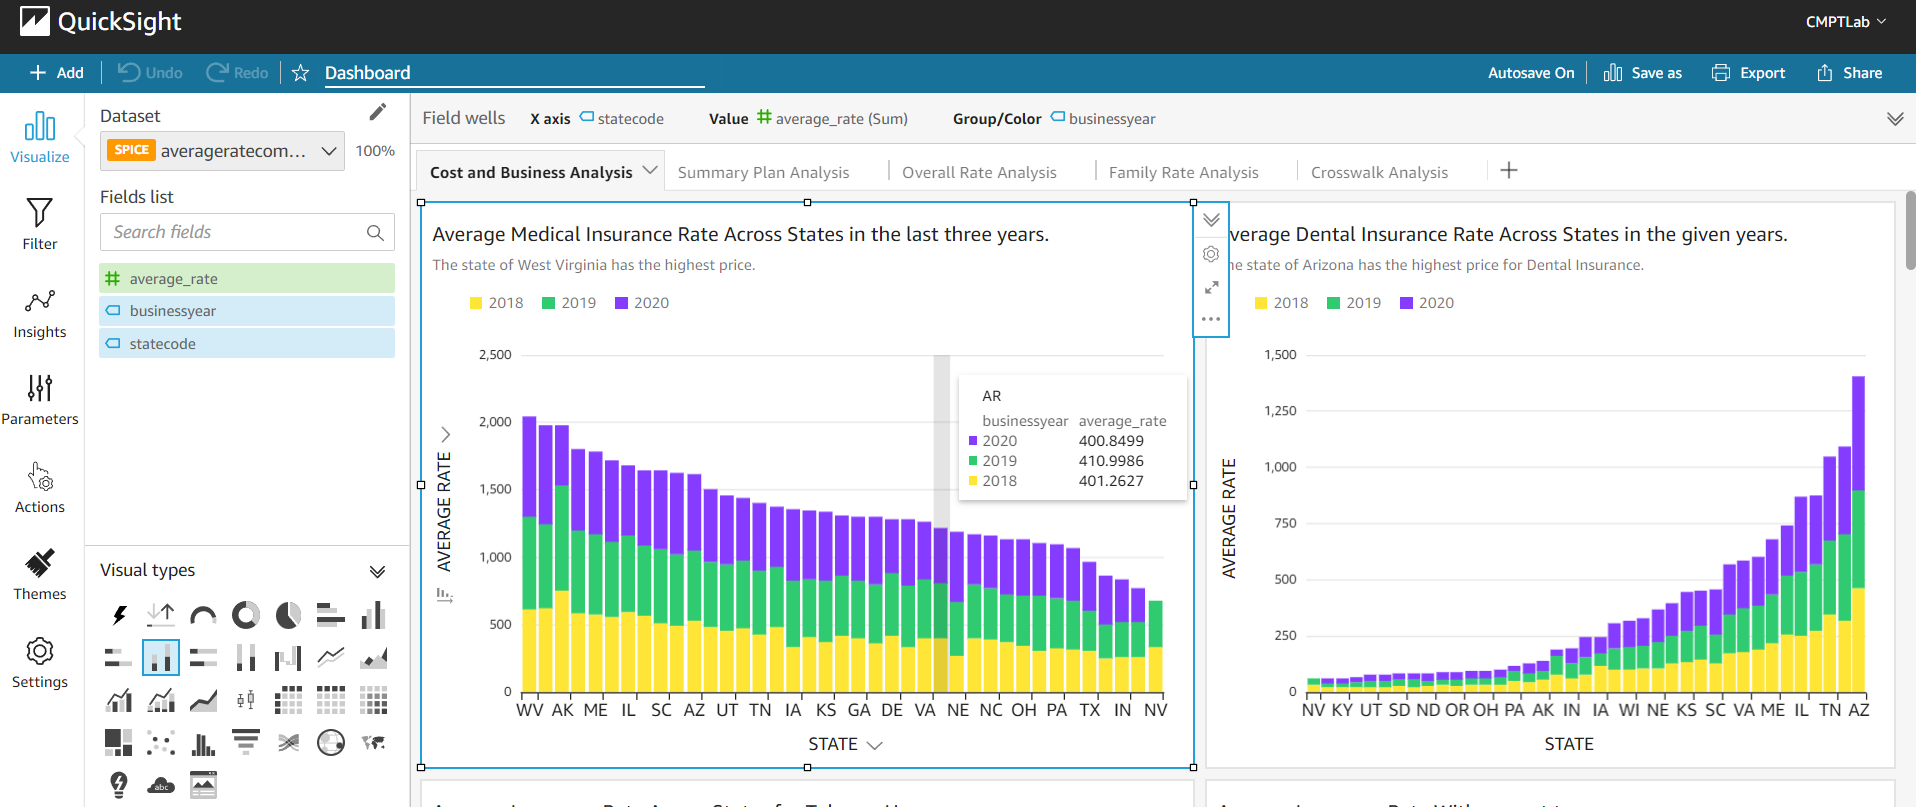 QuickSight
CMPTLab
Add
Undo
Redo
Dashboard
Autosave On
Save as
Export
Share
Visualize
Filter
Insights
Parameters
Actions
Themes
Settings
Dataset
SPICE averageratecom...
100%
Fields list
Search fields
average_rate
businessyear
statecode
Visual types
abc
Field wells
X axis statecode
Value average_rate (Sum)
Group/Color businessyear
Cost and Business Analysis
Summary Plan Analysis
Overall Rate Analysis
Family Rate Analysis
Crosswalk Analysis
Average Medical Insurance Rate Across States in the last three years.
The state of West Virginia has the highest price.
2018 2019 2020
2,500
2,000
1,500
1,000
500
0
AVERAGE RATE
AR
businessyear average_rate
2020 400.8499
2019 410.9986
2018 401.2627
WV AK ME IL SC AZ UT TN IA KS GA DE VA NE NC OH PA TX IN NV
STATE
verage Dental Insurance Rate Across States in the given years.
e state of Arizona has the highest price for Dental Insurance.
2018 2019 2020
1,500
1,250
1,000
750
500
250
0
AVERAGE RATE
NV KY UT SD ND OR OH PA AK IN IA WI NE KS SC VA ME IL TN AZ
STATE